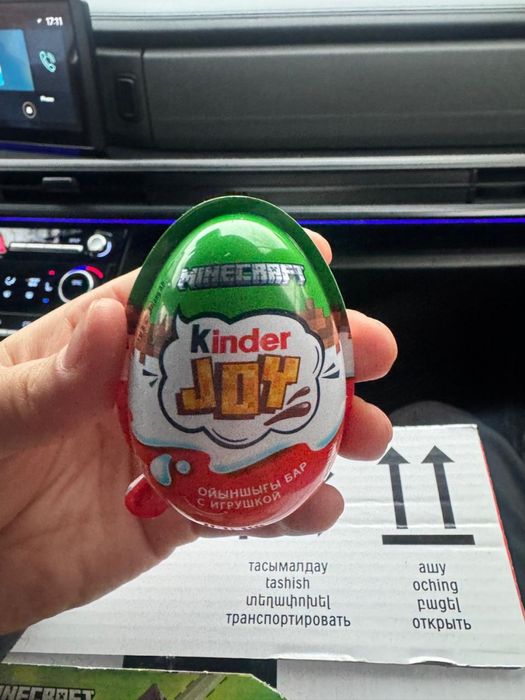 17:11
MINECRAFT
Kinder
JOY
ОЙЫНШЫҒЫ БАР
С ИГРУШКОЙ
тасымалдау
tashish
տեղափոխել
транспортировать
ашу
oching
բացել
открыть
MINECRAFT